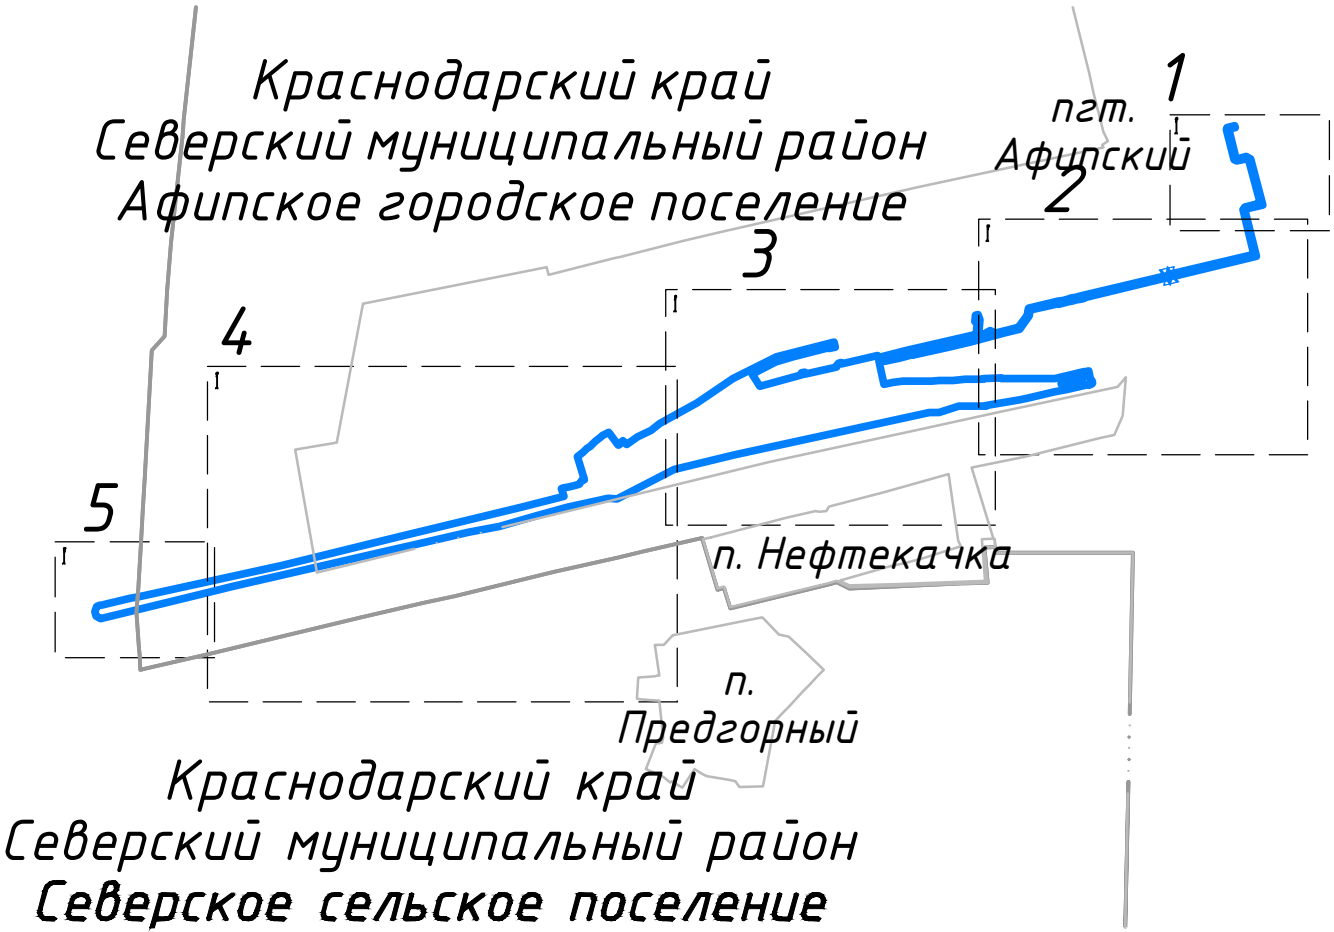 Краснодарский край
Северский муниципальный район
Афипское городское поселение
пгт.
Афипский
1
2
3
4
5
п. Нефтекачка
п.
Предгорный
Краснодарский край
Северский муниципальный район
Северское сельское поселение